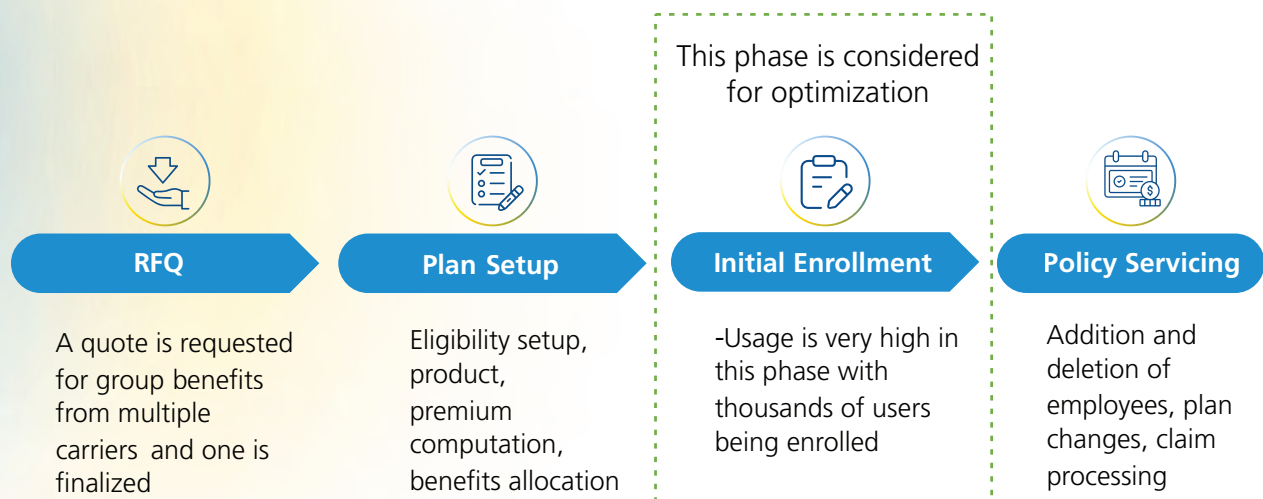 This phase is considered
for optimization
RFQ
A quote is requested
for group benefits
from multiple
carriers and one is
finalized
Plan Setup
Eligibility setup,
product,
premium
computation,
benefits allocation
Initial Enrollment
-Usage is very high in
this phase with
thousands of users
being enrolled
Policy Servicing
Addition and
deletion of
employees, plan
changes, claim
processing